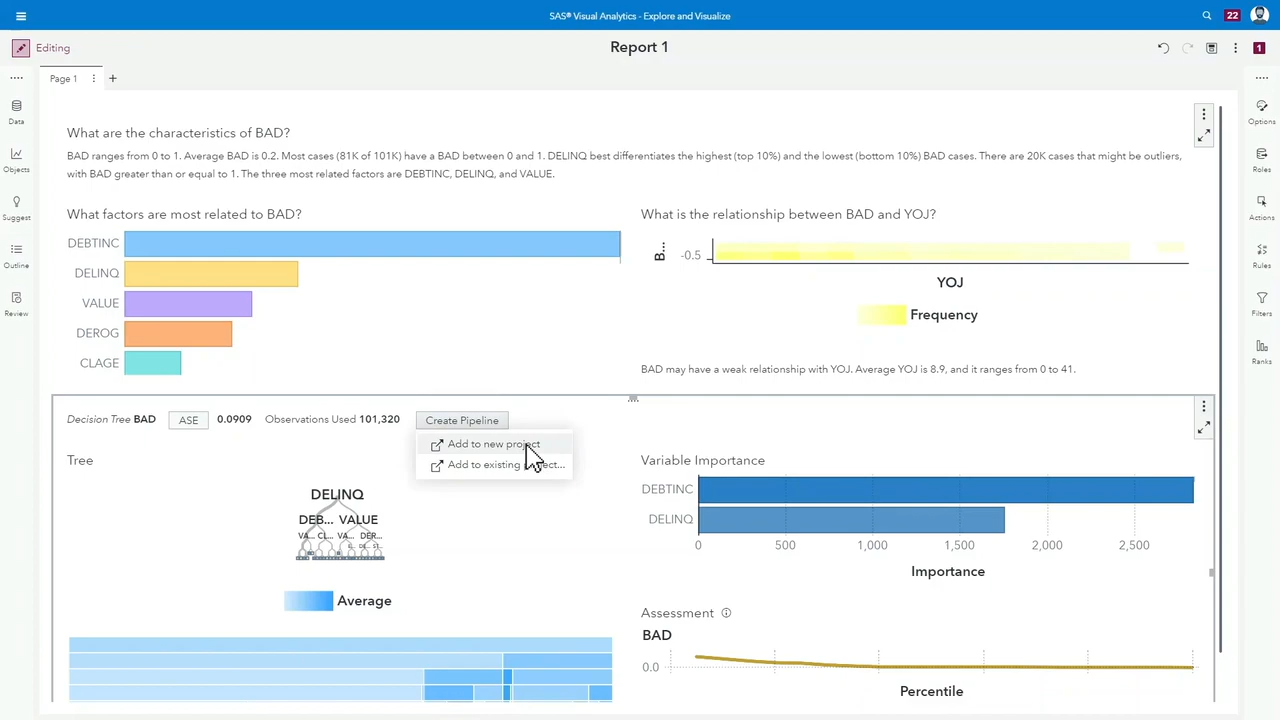 SAS® Visual Analytics - Explore and Visualize
22
Editing
Report 1
1
Page 1
Data
Objects
Suggest
Outline
Review
Options
Roles
Actions
Rules
Filters
Ranks
What are the characteristics of BAD?
BAD ranges from 0 to 1. Average BAD is 0.2. Most cases (81K of 101K) have a BAD between 0 and 1. DELINQ best differentiates the highest (top 10%) and the lowest (bottom 10%) BAD cases. There are 20K cases that might be outliers,
with BAD greater than or equal to 1. The three most related factors are DEBTINC, DELINQ, and VALUE.
What factors are most related to BAD?
DEBTINC
DELINQ
VALUE
DEROG
CLAGE
What is the relationship between BAD and YOJ?
B...
-0.5
YOJ
Frequency
BAD may have a weak relationship with YOJ. Average YOJ is 8.9, and it ranges from 0 to 41.
Decision Tree BAD ASE 0.0909 Observations Used 101,320 Create Pipeline
Add to new project
Add to existing
Tree
DELINQ
DEB... VALUE
VA... CL... VA... DER...
Average
Variable Importance
DEBTINC
DELINQ
0 500 1,000 1,500 2,000 2,500
Importance
Assessment
BAD
0.0
Percentile